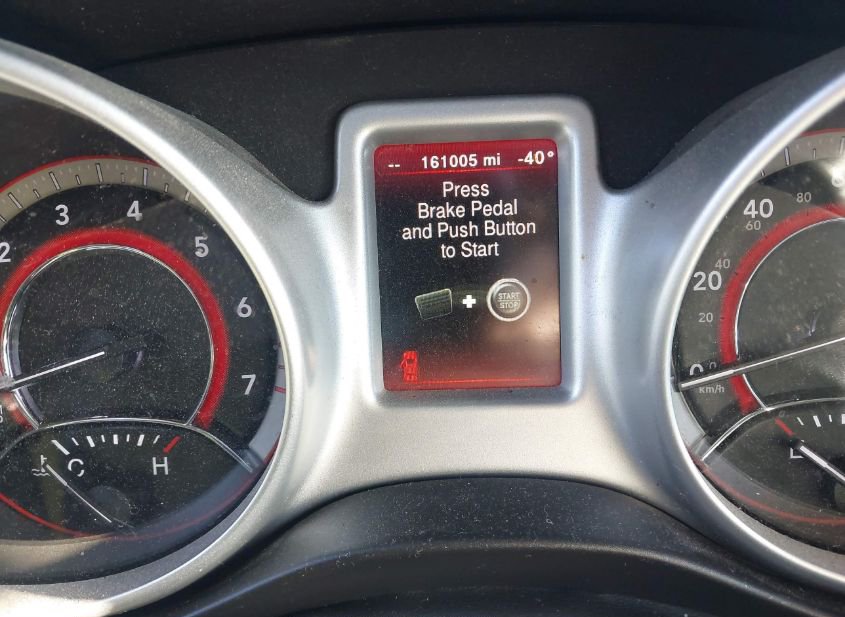 -- 161005 mi -40°
Press
Brake Pedal
and Push Button
to Start
START
STOP
2
3
4
5
6
7
C
H
40
60
80
20
40
20
0
0
Km/h